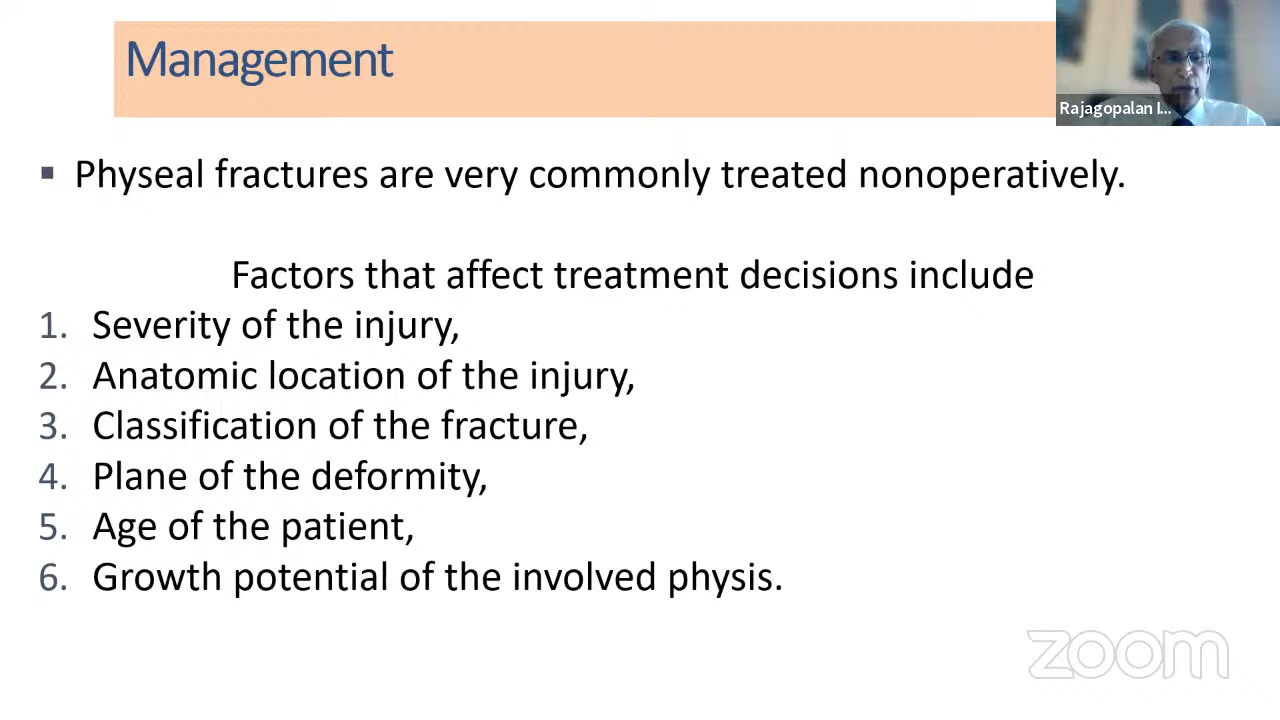 Management
Rajagopalan I...
▪ Physeal fractures are very commonly treated nonoperatively.
Factors that affect treatment decisions include
1. Severity of the injury,
2. Anatomic location of the injury,
3. Classification of the fracture,
4. Plane of the deformity,
5. Age of the patient,
6. Growth potential of the involved physis.
zoom